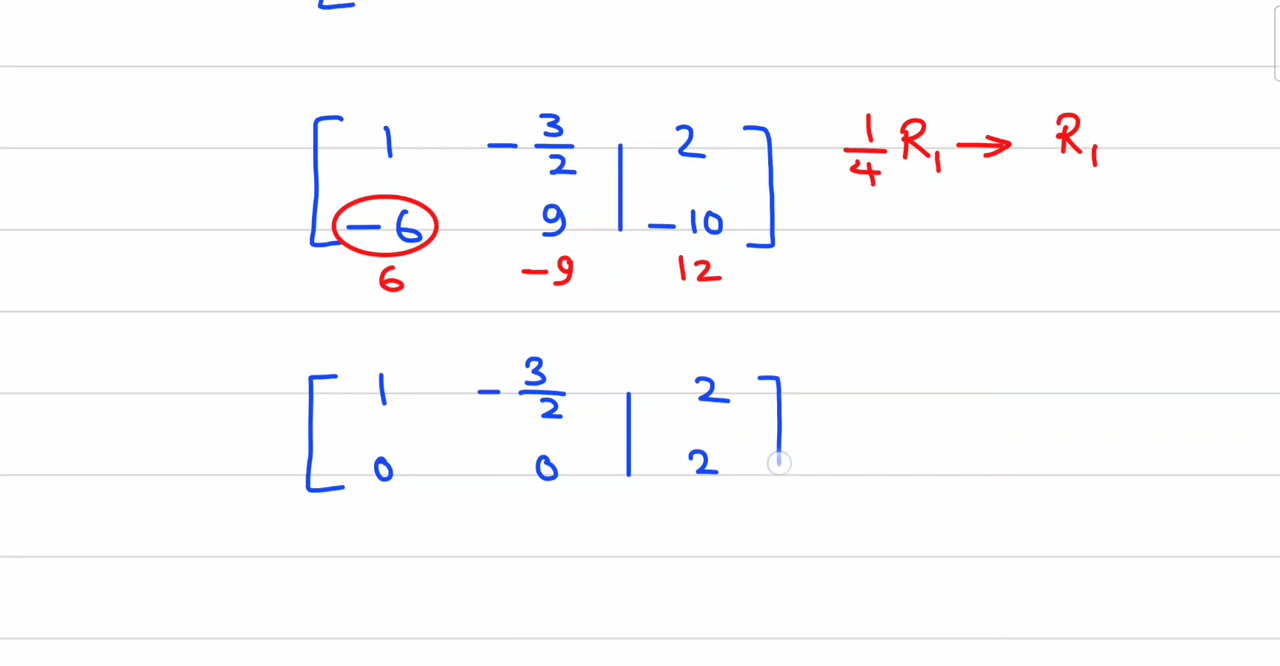 [ 1 - 3/2 | 2 ] 1/4 R₁ → R₁
[ -6 9 | -10 ]
6 -9 12
[ 1 - 3/2 | 2 ]
[ 0 0 | 2 ]